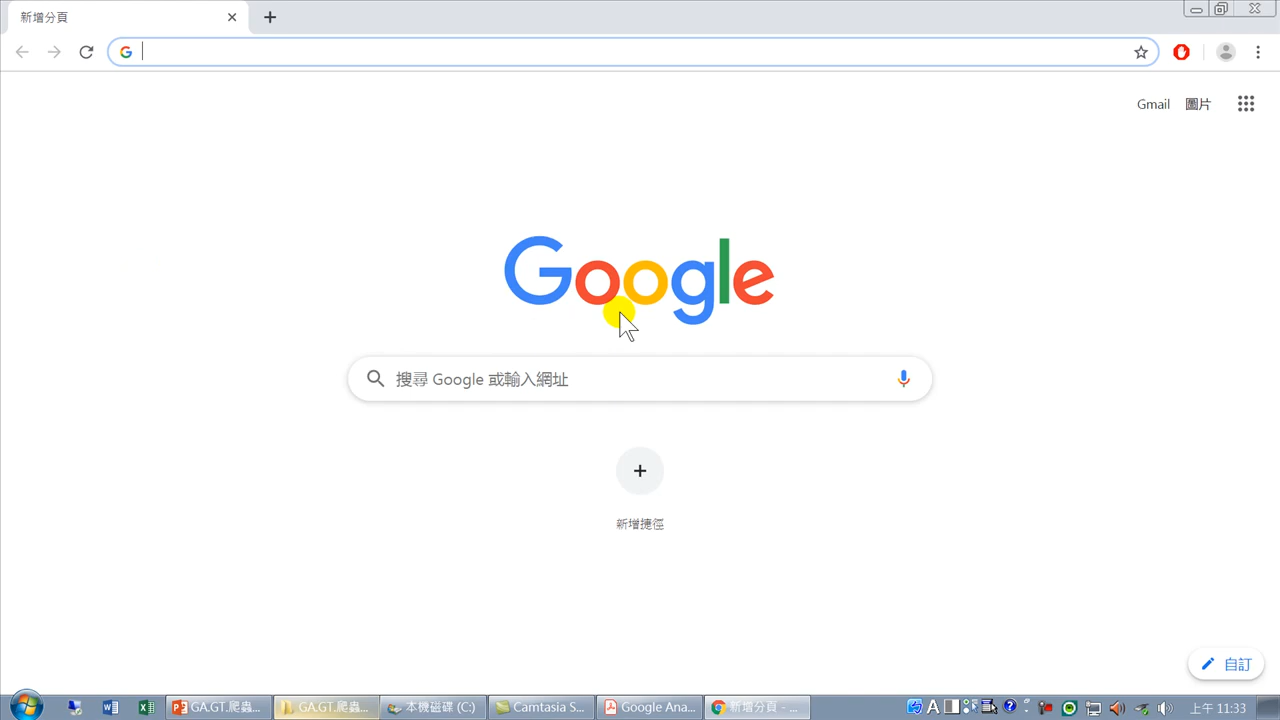 新增分頁
Gmail 圖片
Google
搜尋 Google 或輸入網址
新增捷徑
自訂
GA.GT.爬蟲... GA.GT.爬蟲... 本機磁碟 (C:) Camtasia S... Google Ana... 新增分頁 - ... A 上午 11:33